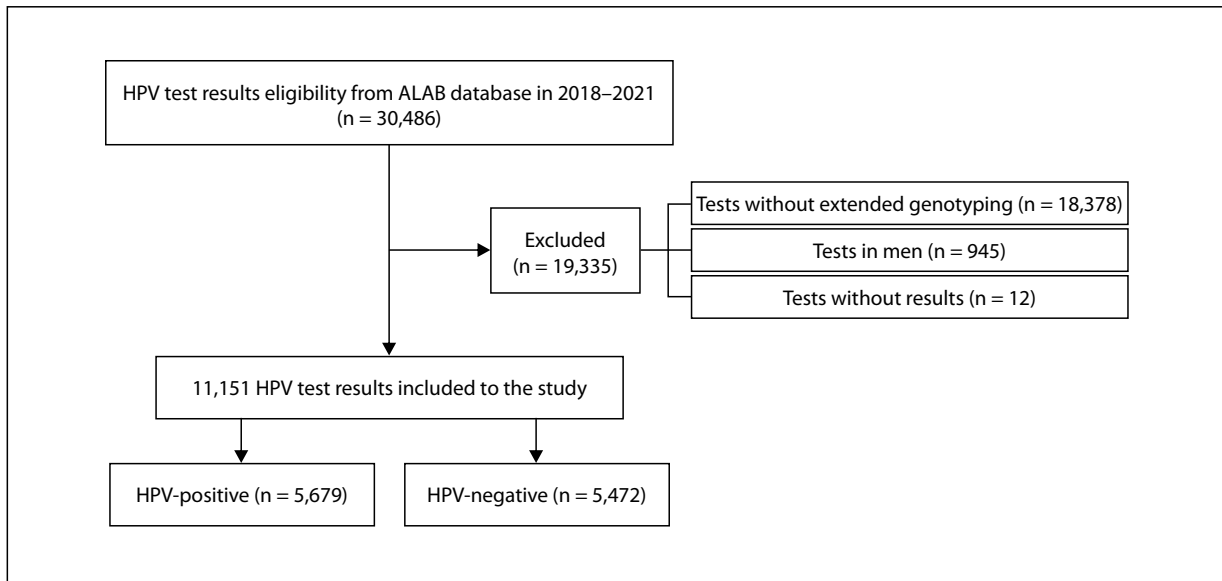 HPV test results eligibility from ALAB database in 2018–2021
(n = 30,486)
Excluded
(n = 19,335)
Tests without extended genotyping (n = 18,378)
Tests in men (n = 945)
Tests without results (n = 12)
11,151 HPV test results included to the study
HPV-positive (n = 5,679)
HPV-negative (n = 5,472)